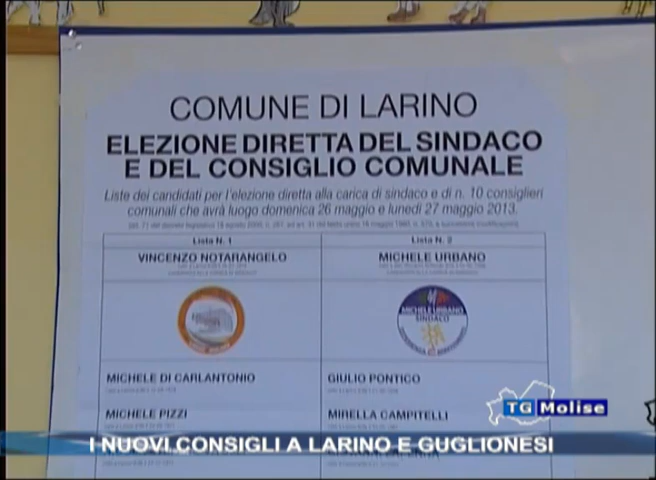 COMUNE DI LARINO
ELEZIONE DIRETTA DEL SINDACO
E DEL CONSIGLIO COMUNALE
Liste dei candidati per l'elezione diretta alla carica di sindaco e di n. 10 consiglieri
comunali che avrà luogo domenica 26 maggio e lunedì 27 maggio 2013.
Lista N. 1
Lista N. 2
VINCENZO NOTARANGELO
MICHELE URBANO
MICHELE URBANO
SINDACO
MICHELE DI CARLANTONIO
GIULIO PONTICO
MICHELE PIZZI
MIRELLA CAMPITELLI
TG Molise
I NUOVI CONSIGLI A LARINO E GUGLIONESI